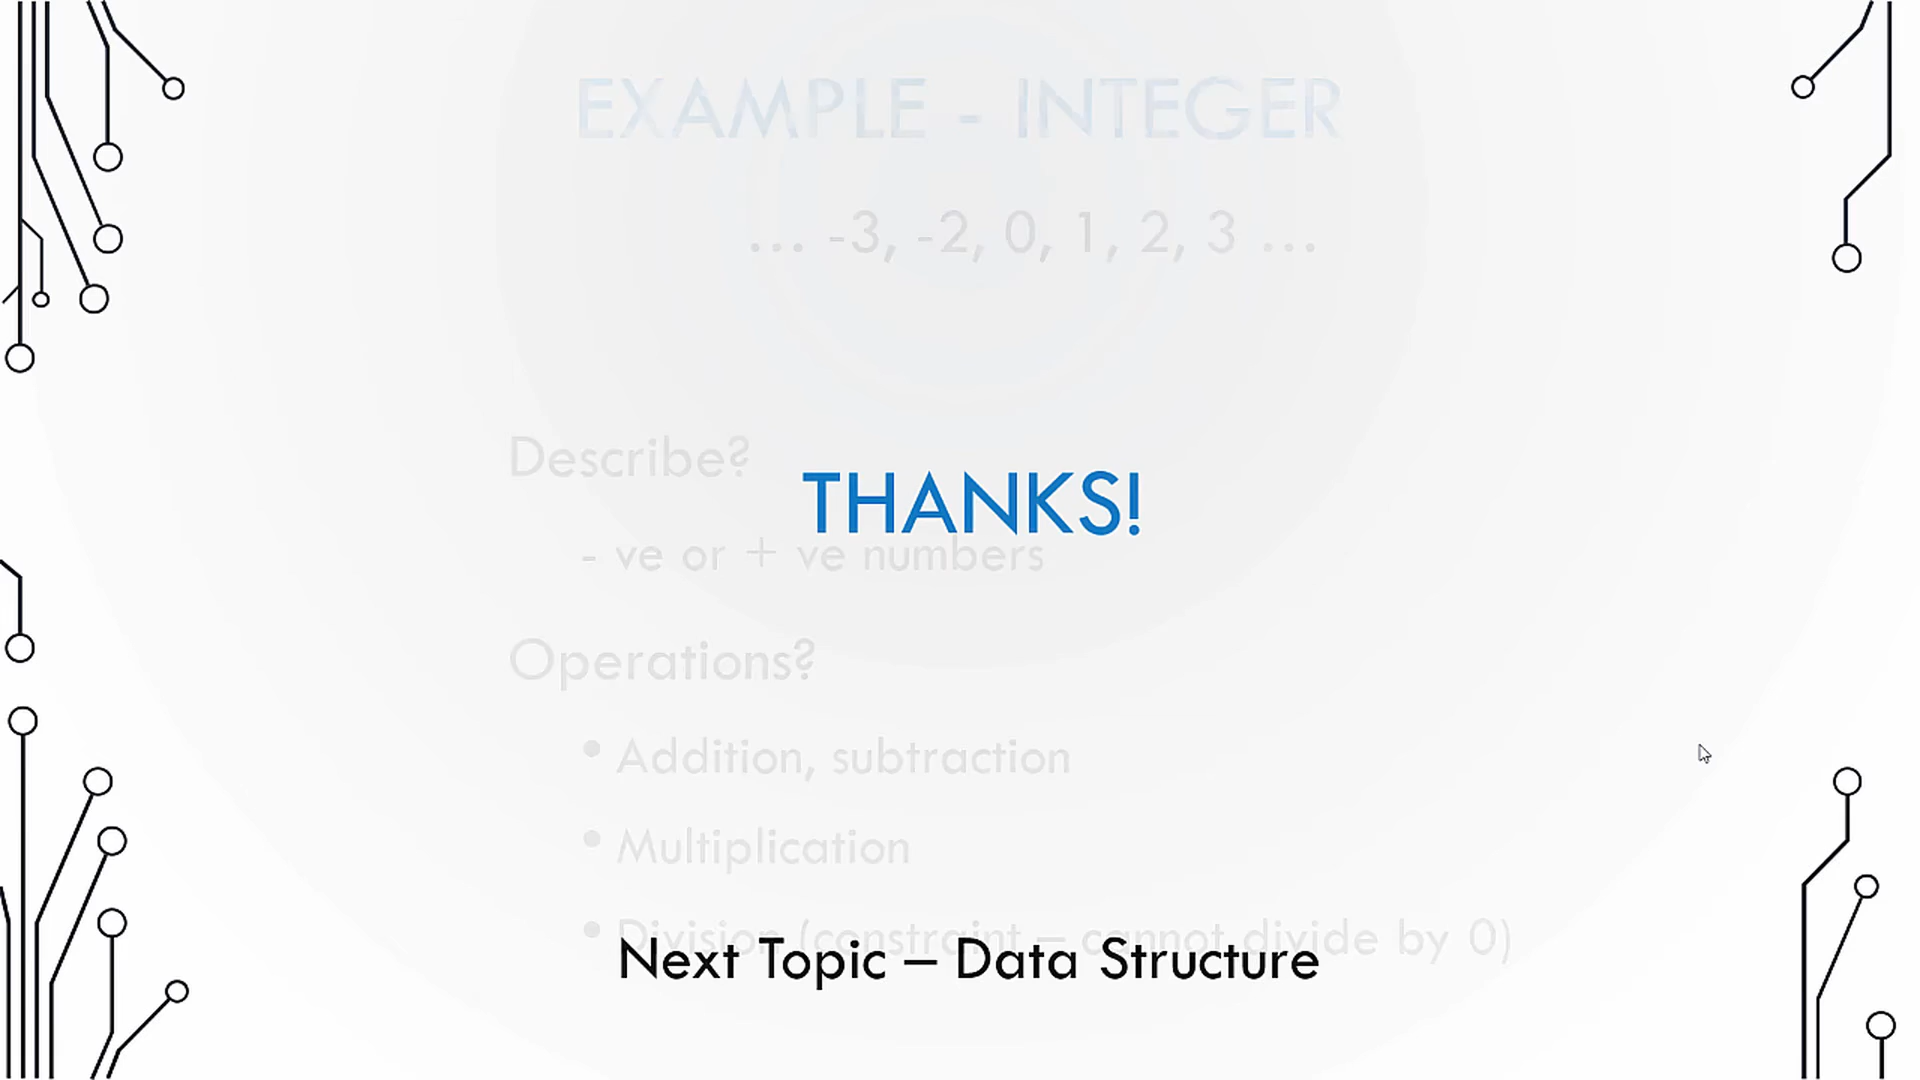 EXAMPLE - INTEGER
... -3, -2, 0, 1, 2, 3 ...
Describe?
THANKS!
- ve or + ve numbers
Operations?
• Addition, subtraction
• Multiplication
• Division (constraint – cannot divide by 0)
Next Topic – Data Structure